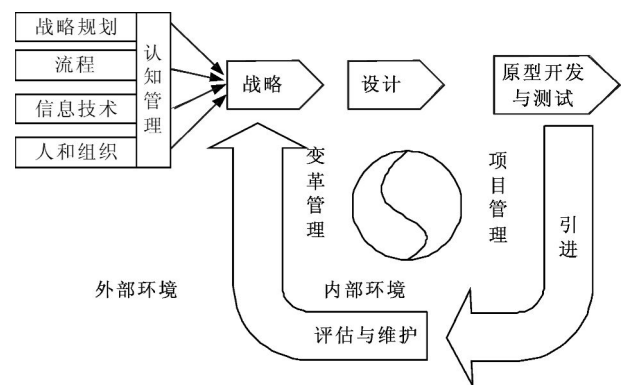 战略规划
流程
信息技术
人和组织
认知管理
战略
设计
原型开发
与测试
变革管理
项目管理
引进
外部环境
内部环境
评估与维护